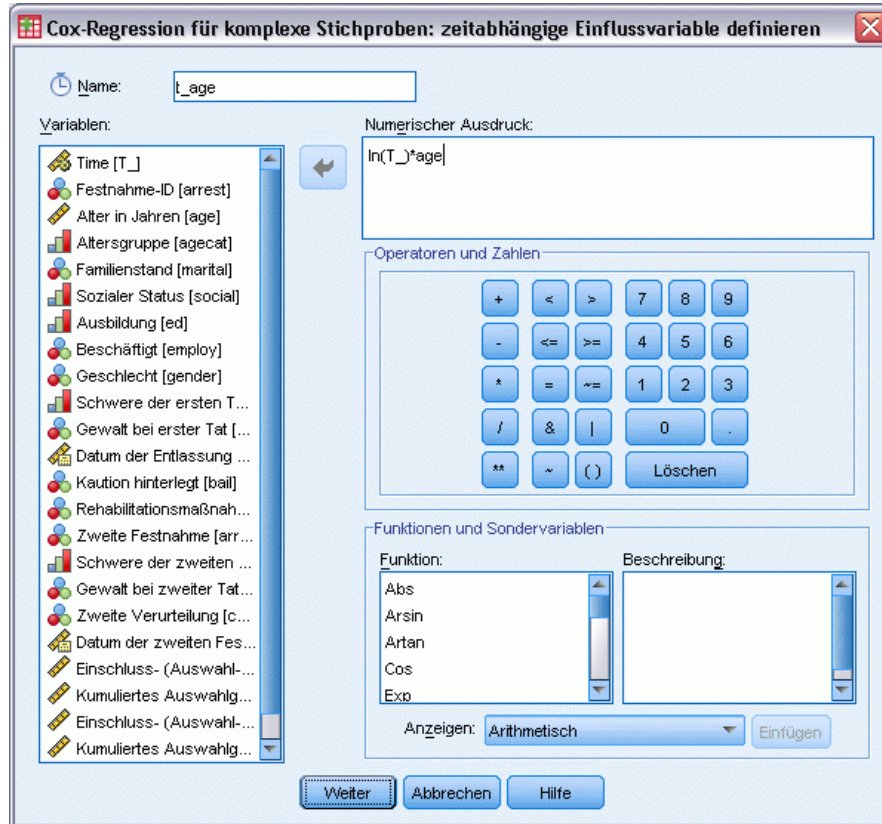 Cox-Regression für komplexe Stichproben: zeitabhängige Einflussvariable definieren
Name:
t_age
Variablen:
Time [T_]
Festnahme-ID [arrest]
Alter in Jahren [age]
Altersgruppe [agecat]
Familienstand [marital]
Sozialer Status [social]
Ausbildung [ed]
Beschäftigt [employ]
Geschlecht [gender]
Schwere der ersten T...
Gewalt bei erster Tat [...
Datum der Entlassung ...
Kaution hinterlegt [bail]
Rehabilitationsmaßnah...
Zweite Festnahme [arr...
Schwere der zweiten ...
Gewalt bei zweiter Tat...
Zweite Verurteilung [c...
Datum der zweiten Fes...
Einschluss- (Auswahl-...
Kumuliertes Auswahlg...
Einschluss- (Auswahl-...
Kumuliertes Auswahlg...
Numerischer Ausdruck:
ln(T_)*age
Operatoren und Zahlen
+ < > 7 8 9
- <= >= 4 5 6
* = ~= 1 2 3
/ & | 0 .
** ~ ( ) Löschen
Funktionen und Sondervariablen
Funktion:
Abs
Arsin
Artan
Cos
Exp
Beschreibung:
Anzeigen: Arithmetisch
Einfügen
Weiter Abbrechen Hilfe